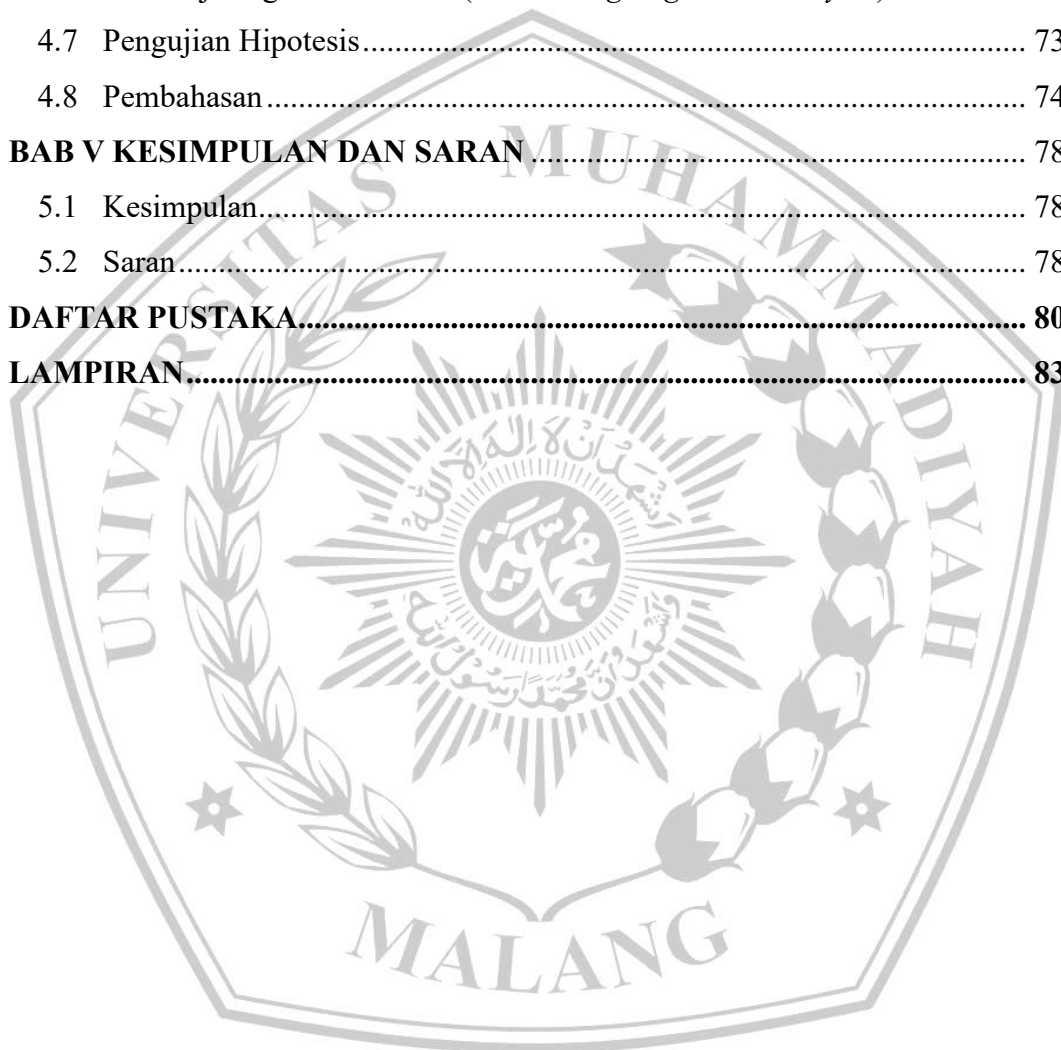 4.7 Pengujian Hipotesis.......................................................................................... 73
4.8 Pembahasan....................................................................................................... 74
BAB V KESIMPULAN DAN SARAN.................................................................... 78
5.1 Kesimpulan........................................................................................................ 78
5.2 Saran................................................................................................................... 78
DAFTAR PUSTAKA............................................................................................... 80
LAMPIRAN.............................................................................................................. 83
UNIVERSITAS MUHAMMADIYAH
MALANG